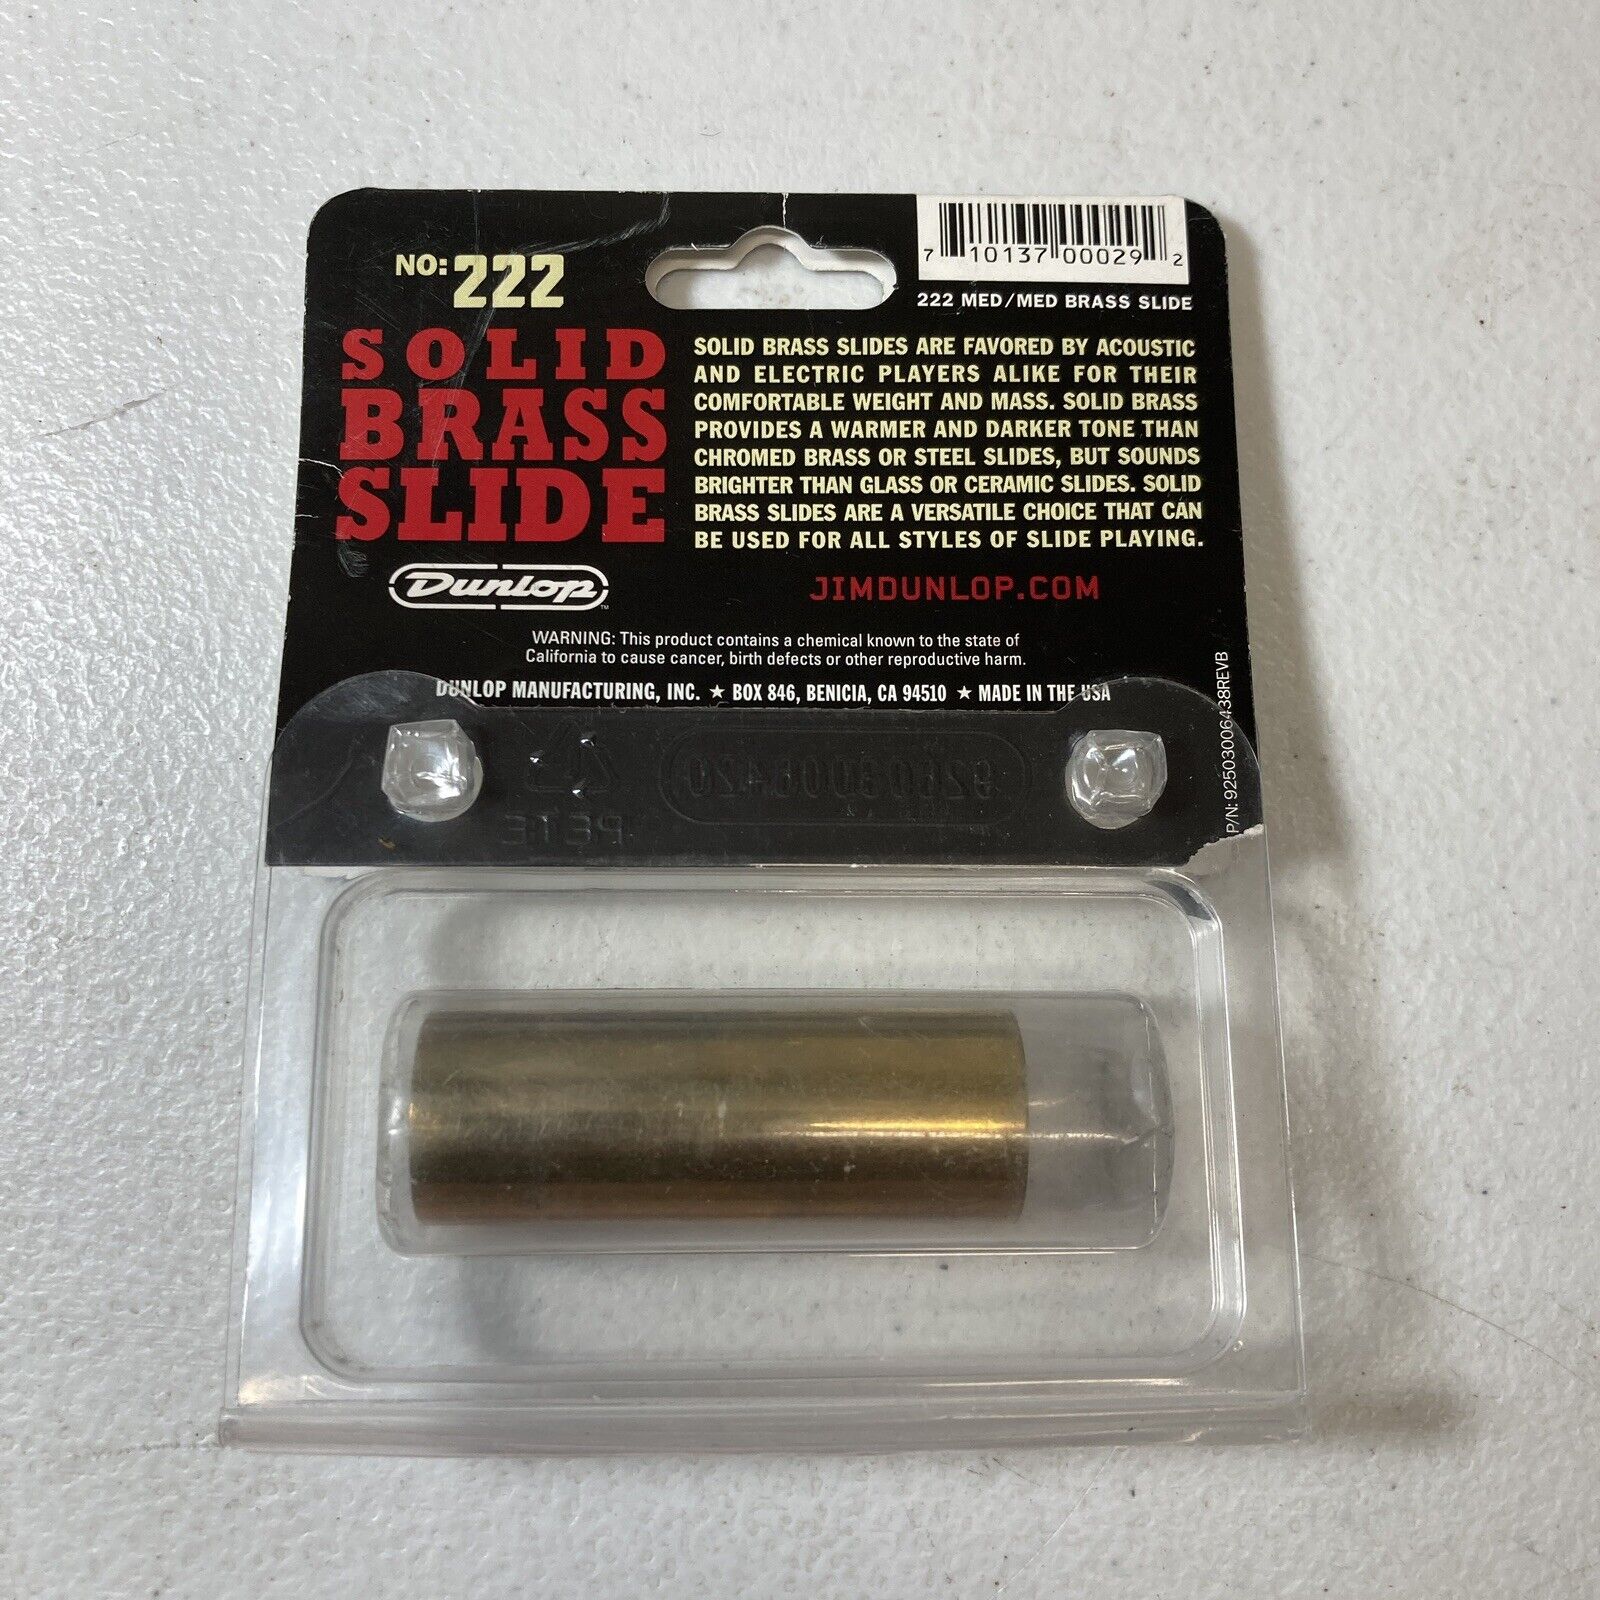 NO: 222
SOLID
BRASS
SLIDE
Dunlop™
7 10137 00029 2
222 MED/MED BRASS SLIDE
SOLID BRASS SLIDES ARE FAVORED BY ACOUSTIC
AND ELECTRIC PLAYERS ALIKE FOR THEIR
COMFORTABLE WEIGHT AND MASS. SOLID BRASS
PROVIDES A WARMER AND DARKER TONE THAN
CHROMED BRASS OR STEEL SLIDES, BUT SOUNDS
BRIGHTER THAN GLASS OR CERAMIC SLIDES. SOLID
BRASS SLIDES ARE A VERSATILE CHOICE THAT CAN
BE USED FOR ALL STYLES OF SLIDE PLAYING.
JIMDUNLOP.COM
WARNING: This product contains a chemical known to the state of
California to cause cancer, birth defects or other reproductive harm.
DUNLOP MANUFACTURING, INC. ★ BOX 846, BENICIA, CA 94510 ★ MADE IN THE USA
P/N: 92503006438REVB
PETE